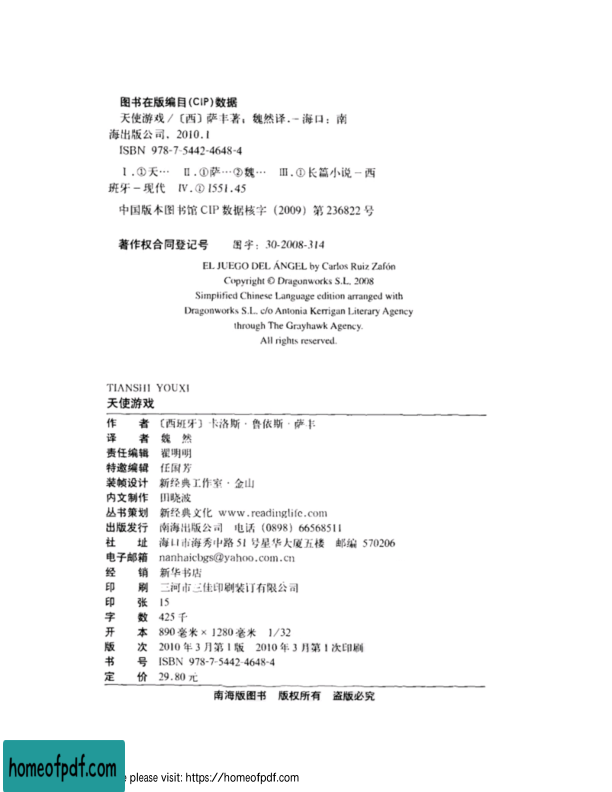 图书在版编目(CIP)数据
天使游戏/〔西〕萨丰著;魏然译.-海口:南
海出版公司,2010.1
ISBN 978-7-5442-4648-4
Ⅰ.①天… Ⅱ.①萨…②魏… Ⅲ.①长篇小说-西
班牙-现代 Ⅳ.①I551.45
中国版本图书馆CIP数据核字(2009)第236822号
著作权合同登记号 图字:30-2008-314
EL JUEGO DEL ÁNGEL by Carlos Ruiz Zafón
Copyright © Dragonworks S.L. 2008
Simplified Chinese Language edition arranged with
Dragonworks S.L. c/o Antonia Kerrigan Literary Agency
through The Grayhawk Agency.
All rights reserved.
TIANSHI YOUXI
天使游戏
作 者 〔西班牙〕卡洛斯·鲁依斯·萨丰
译 者 魏 然
责任编辑 翟明明
特邀编辑 任国芳
装帧设计 新经典工作室·金山
内文制作 田晓波
丛书策划 新经典文化 www.readinglife.com
出版发行 南海出版公司 电话(0898)66568511
社 址 海口市海秀中路51号星华大厦五楼 邮编 570206
电子邮箱 nanhaicbgs@yahoo.com.cn
经 销 新华书店
印 刷 三河市三佳印刷装订有限公司
印 张 15
字 数 425千
开 本 890毫米×1280毫米 1/32
版 次 2010年3月第1版 2010年3月第1次印刷
书 号 ISBN 978-7-5442-4648-4
定 价 29.80元
南海版图书 版权所有 盗版必究
homeofpdf.com
please visit: https://homeofpdf.com